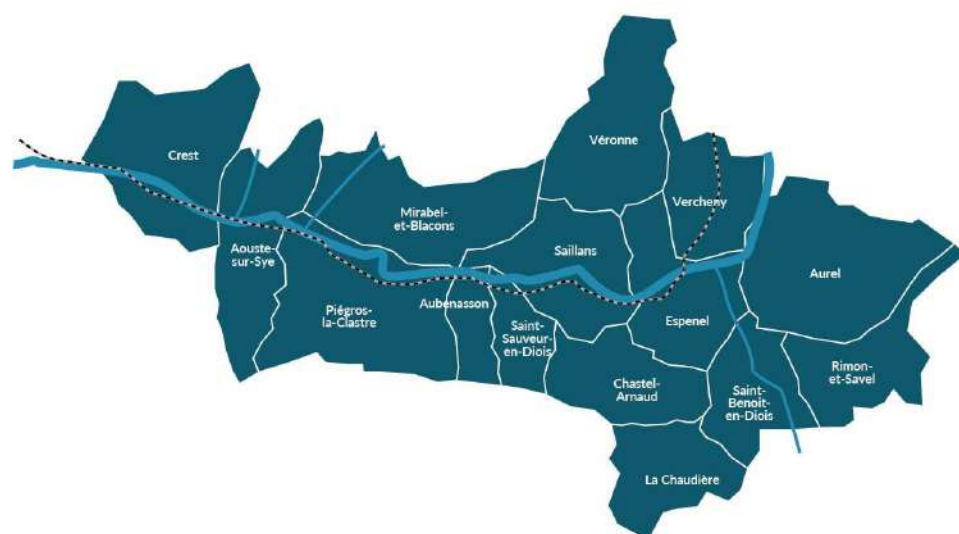 Crest
Véronne
Vercheny
Mirabel-
et-Blacons
Saillans
Aouste-
sur-Sye
Aurel
Piégros-
la-Clastre
Aubenasson
Saint-
Sauveur-
en-Diois
Espenel
Chastel-
Arnaud
Saint-
Benoit-
en-Diois
Rimon-
et-Savel
La Chaudière